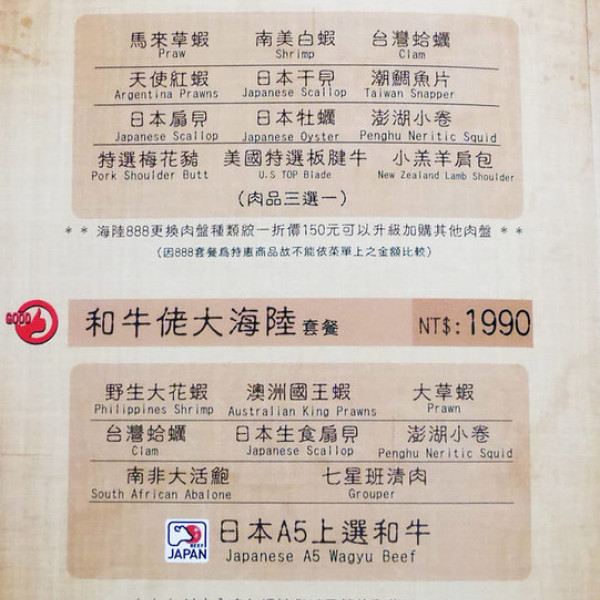 馬來草蝦 南美白蝦 台灣蛤蠣
Praw Shrimp Clam
天使紅蝦 日本干貝 潮鯛魚片
Argentina Prawns Japanese Scallop Taiwan Snapper
日本扇貝 日本牡蠣 澎湖小卷
Japanese Scallop Japanese Oyster Penghu Neritic Squid
特選梅花豬 美國特選板腱牛 小羔羊肩包
Pork Shoulder Butt U.S TOP Blade New Zealand Lamb Shoulder
(肉品三選一)
* * 海陸888更換肉盤種類統一折價150元可以升級加購其他肉盤 * *
(因888套餐為特惠商品故不能依菜單上之金額比較)
GOOD 和牛佬大海陸 套餐 NT$:1990
野生大花蝦 澳洲國王蝦 大草蝦
Philippines Shrimp Australian King Prawns Prawn
台灣蛤蠣 日本生食扇貝 澎湖小卷
Clam Japanese Scallop Penghu Neritic Squid
南非大活鮑 七星斑清肉
South African Abalone Grouper
BEEF JAPAN 日本A5上選和牛
Japanese A5 Wagyu Beef